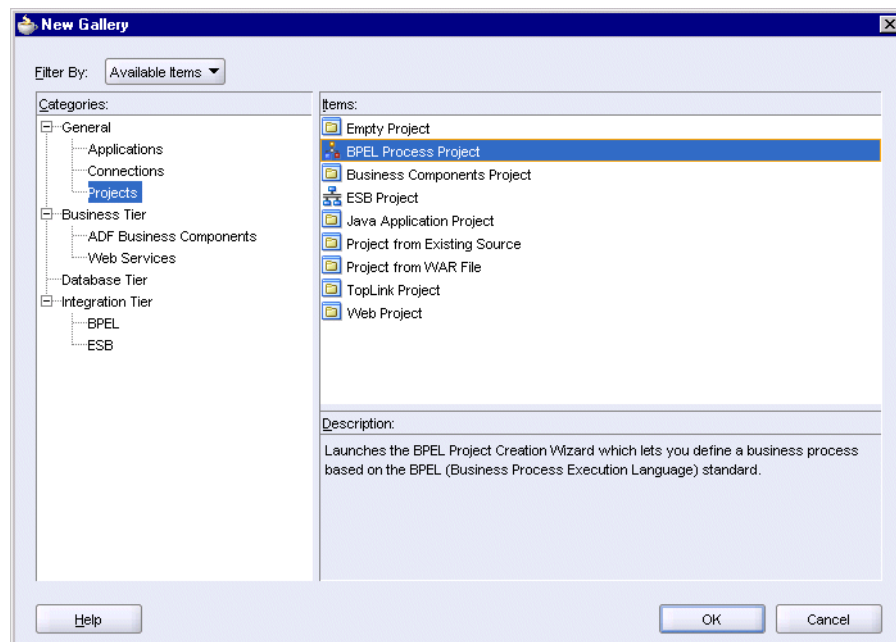 New Gallery
Filter By: Available Items
Categories:
General
Applications
Connections
Projects
Business Tier
ADF Business Components
Web Services
Database Tier
Integration Tier
BPEL
ESB
Items:
Empty Project
BPEL Process Project
Business Components Project
ESB Project
Java Application Project
Project from Existing Source
Project from WAR File
TopLink Project
Web Project
Description:
Launches the BPEL Project Creation Wizard which lets you define a business process
based on the BPEL (Business Process Execution Language) standard.
Help
OK
Cancel